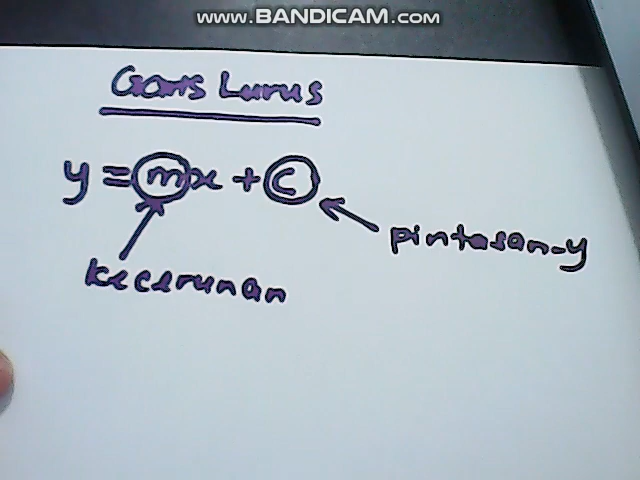 WWW.BANDICAM.COM
Garis Lurus
y = mx + c
pintasan-y
kecerunan